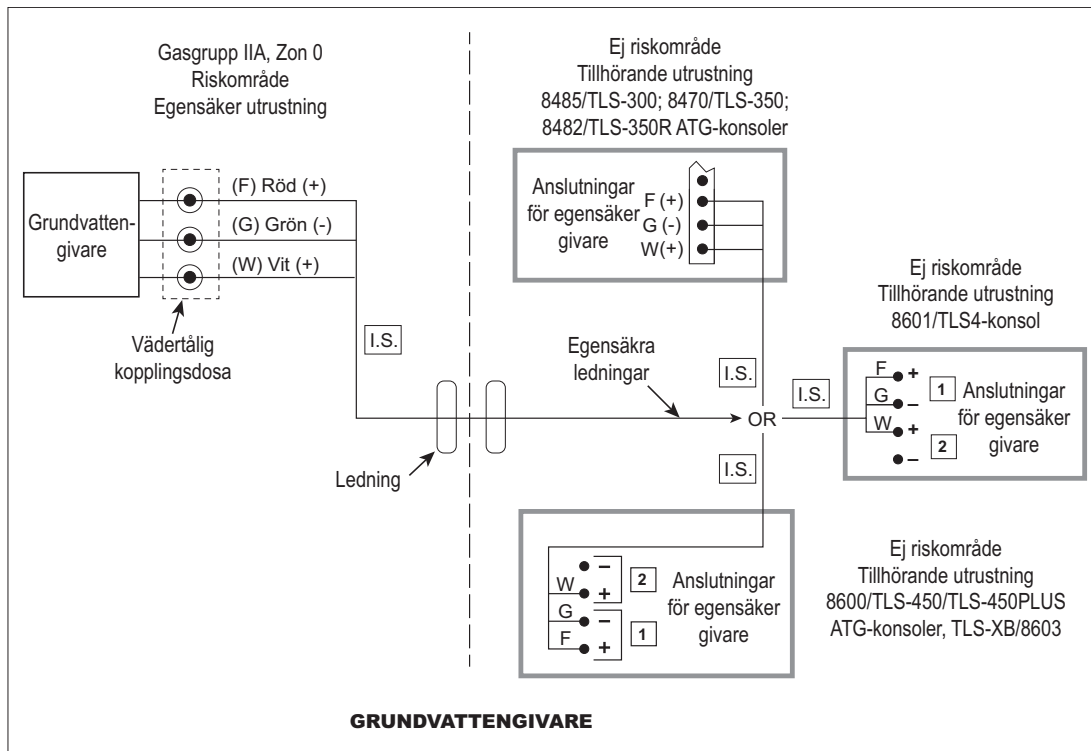 Gasgrupp IIA, Zon 0
Riskområde
Egensäker utrustning
Grundvatten-
givare
(F) Röd (+)
(G) Grön (-)
(W) Vit (+)
Vädertålig
kopplingsdosa
I.S.
Ledning
Egensäkra
ledningar
Ej riskområde
Tillhörande utrustning
8485/TLS-300; 8470/TLS-350;
8482/TLS-350R ATG-konsoler
Anslutningar
för egensäker
givare
F (+)
G (-)
W(+)
I.S.
OR
I.S.
I.S.
Ej riskområde
Tillhörande utrustning
8601/TLS4-konsol
F +
G –
W +
–
1
2
Anslutningar
för egensäker
givare
–
W +
G –
F +
2
1
Anslutningar
för egensäker
givare
Ej riskområde
Tillhörande utrustning
8600/TLS-450/TLS-450PLUS
ATG-konsoler, TLS-XB/8603
GRUNDVATTENGIVARE